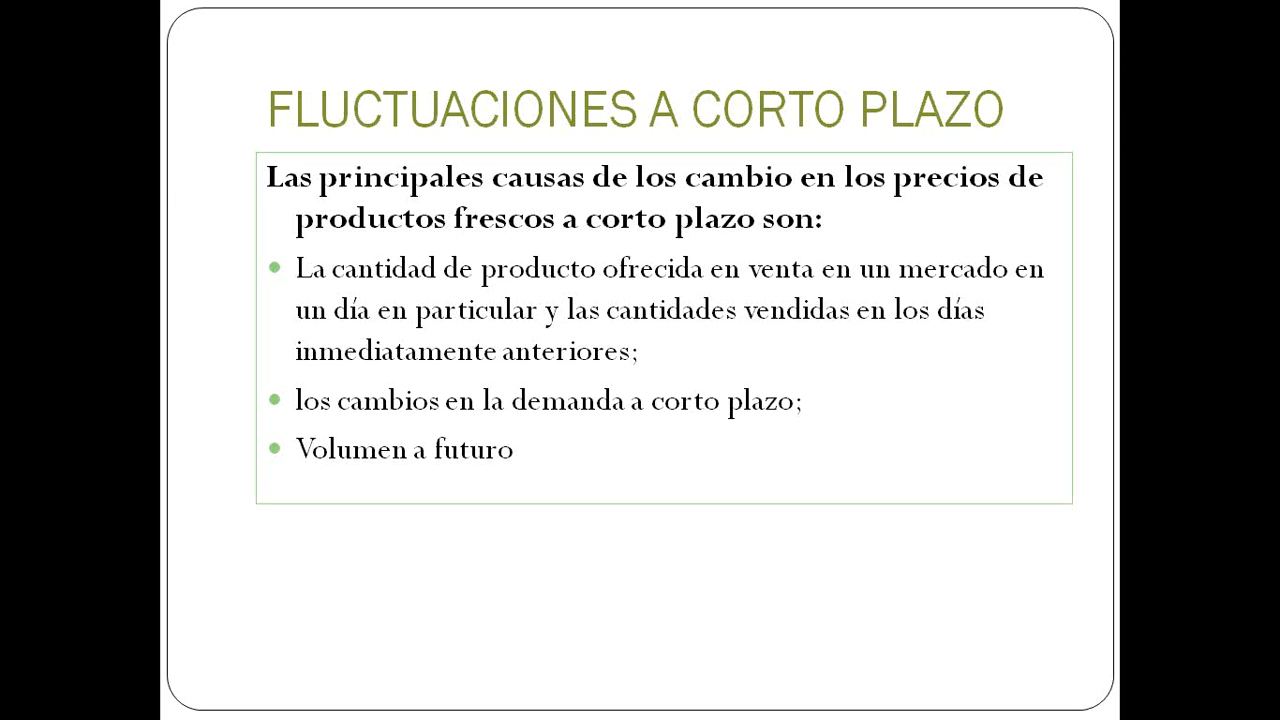 FLUCTUACIONES A CORTO PLAZO
Las principales causas de los cambio en los precios de
productos frescos a corto plazo son:
La cantidad de producto ofrecida en venta en un mercado en
un día en particular y las cantidades vendidas en los días
inmediatamente anteriores;
los cambios en la demanda a corto plazo;
Volumen a futuro